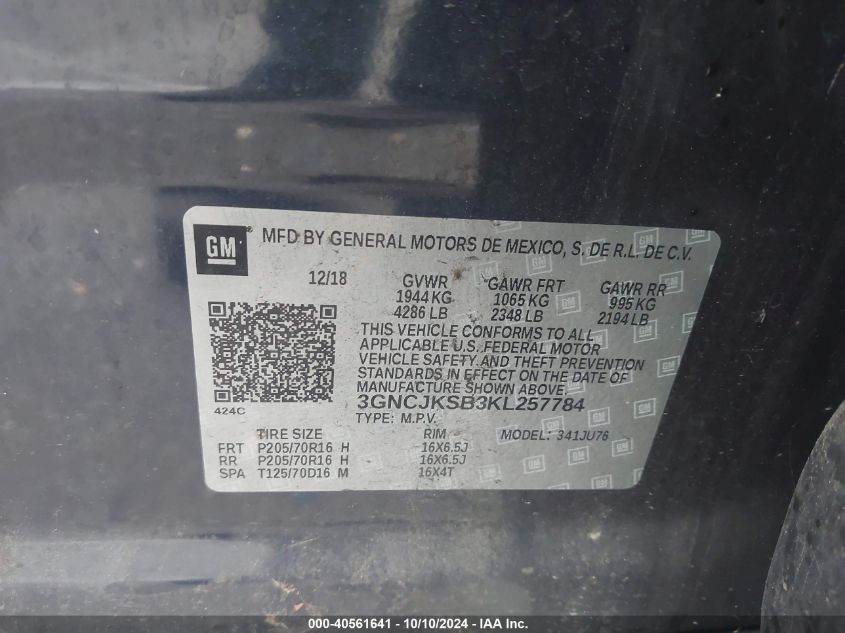 GM ® MFD BY GENERAL MOTORS DE MEXICO, S. DE R.L. DE C.V.
12/18 GVWR GAWR FRT GAWR RR
1944 KG 1065 KG 995 KG
4286 LB 2348 LB 2194 LB
THIS VEHICLE CONFORMS TO ALL
APPLICABLE U.S. FEDERAL MOTOR
VEHICLE SAFETY AND THEFT PREVENTION
STANDARDS IN EFFECT ON THE DATE OF
MANUFACTURE SHOWN ABOVE.
424C 3GNCJKSB3KL257784
TYPE: M.P.V. MODEL: 341JU76
TIRE SIZE RIM
FRT P205/70R16 H 16X6.5J
RR P205/70R16 H 16X6.5J
SPA T125/70D16 M 16X4T
000-40561641 - 10/10/2024 - IAA Inc.